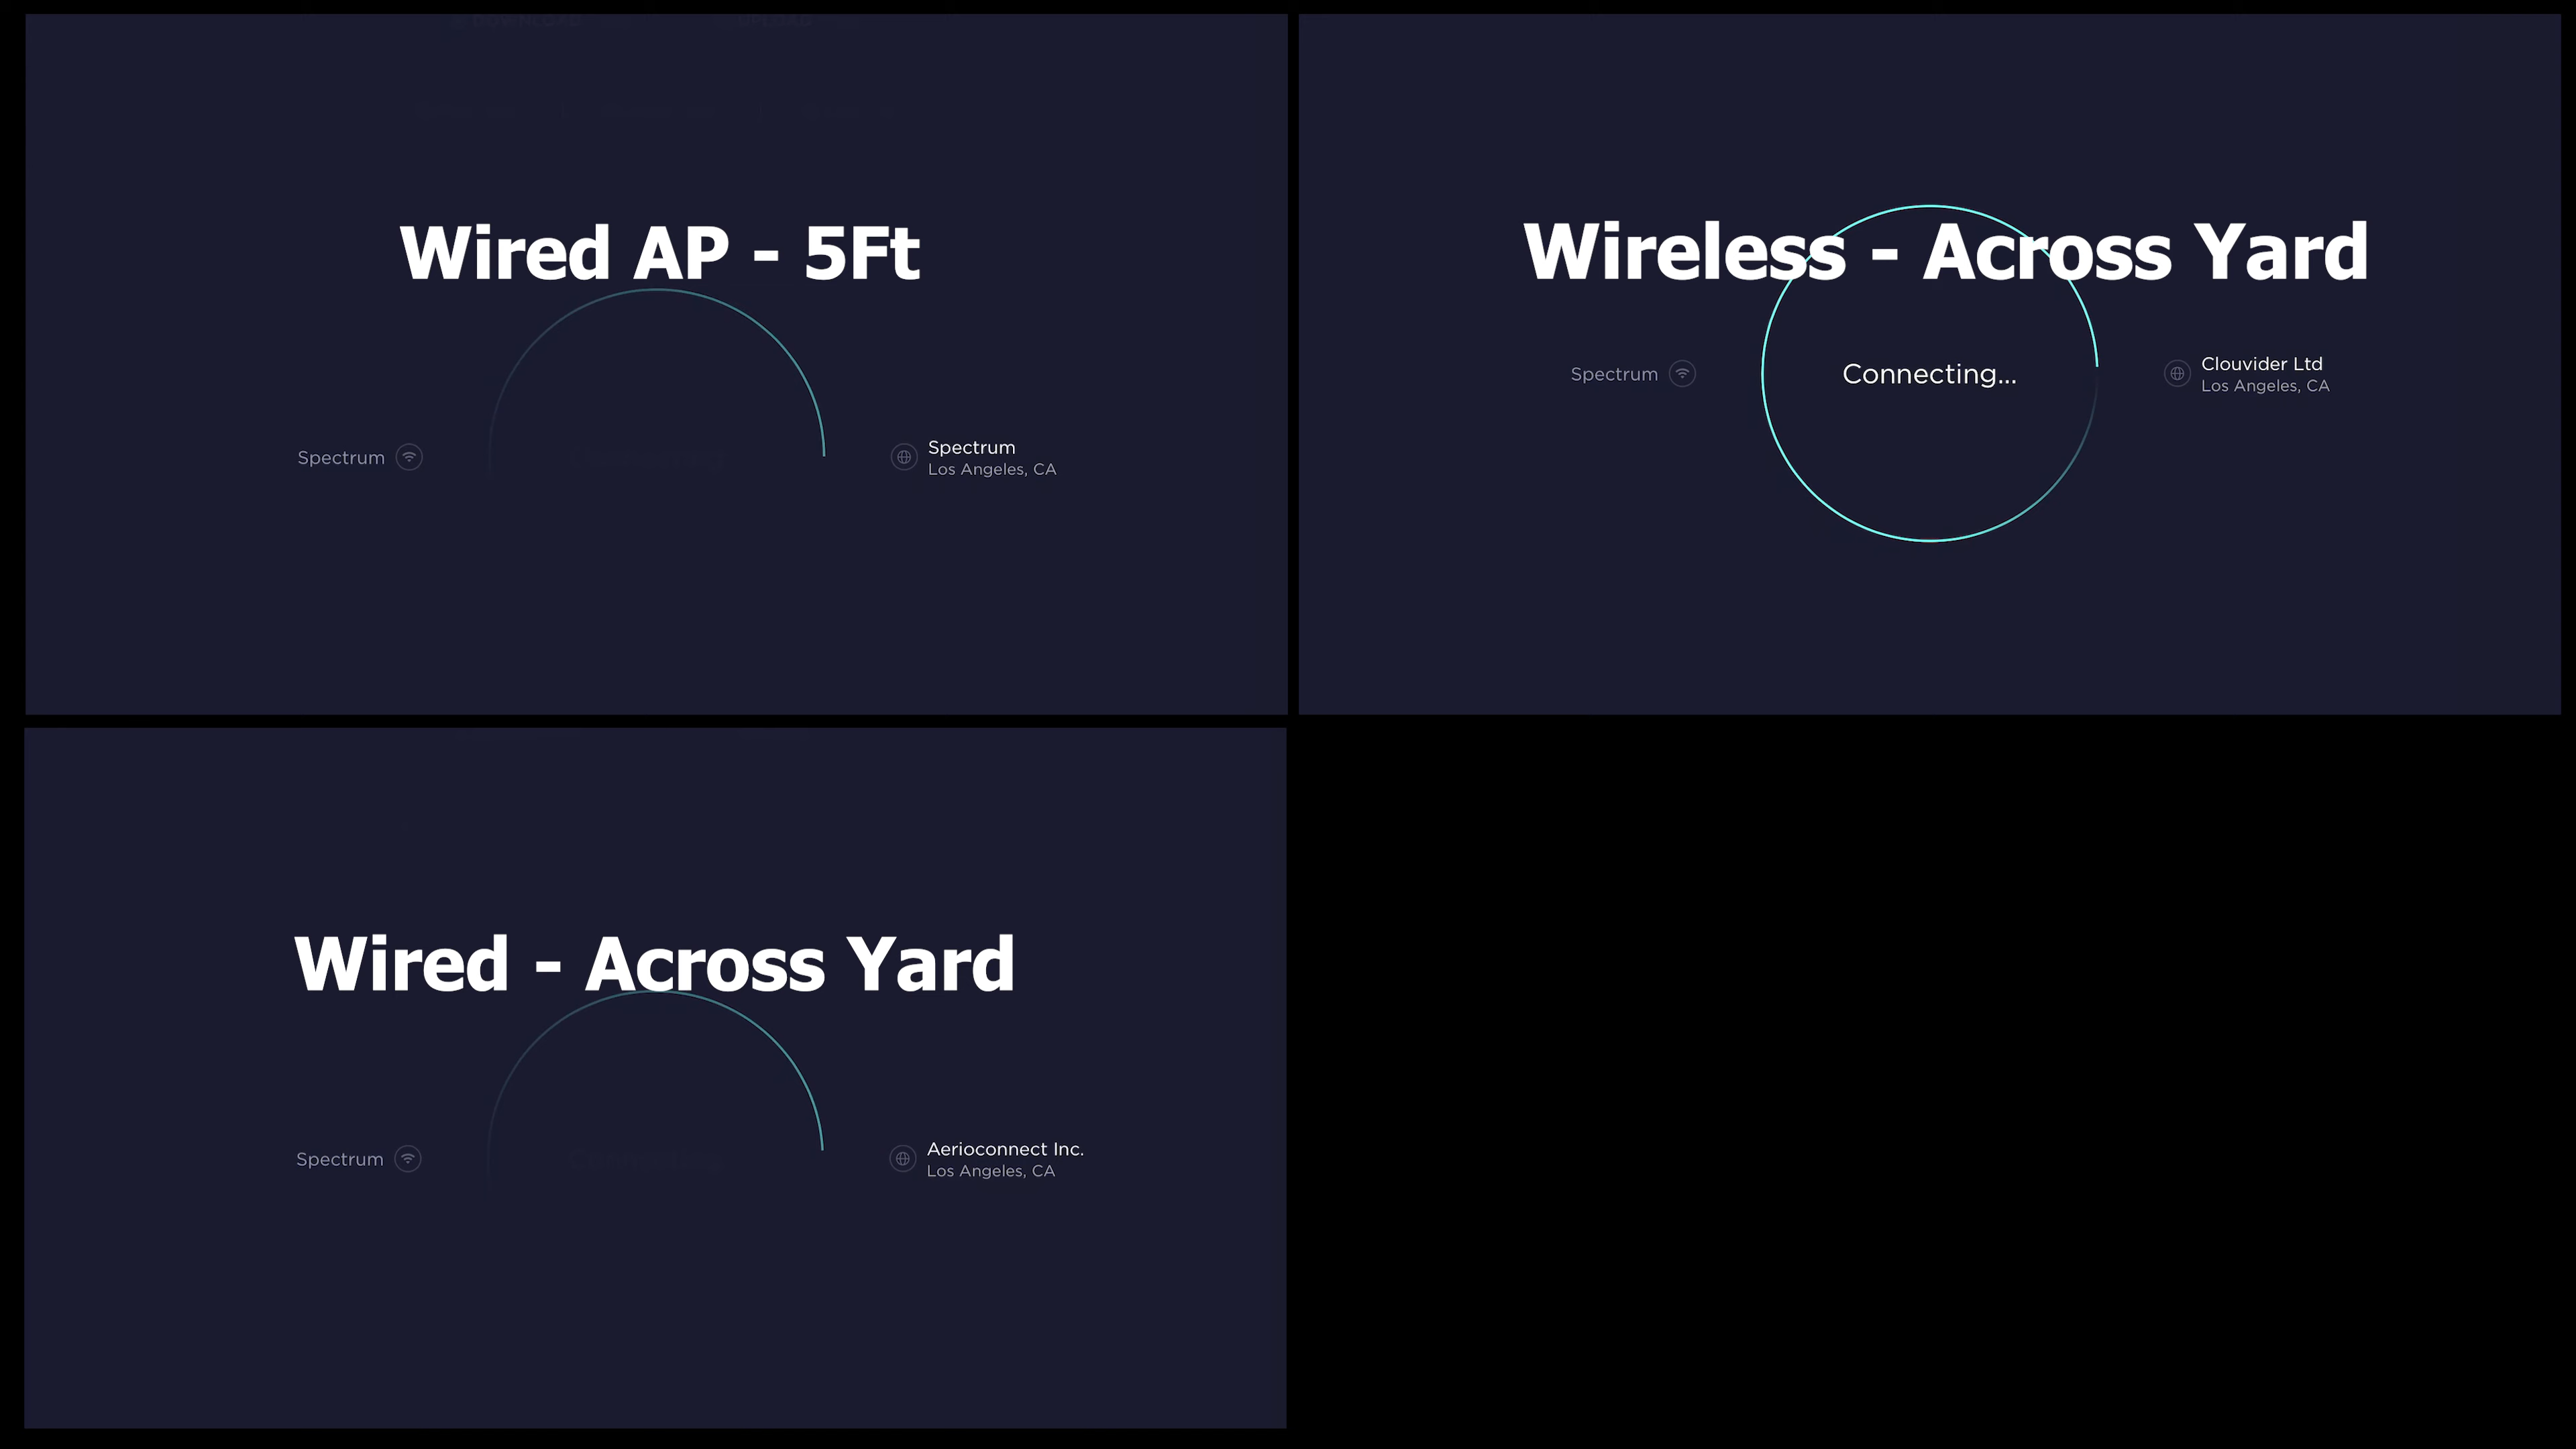 Wired AP - 5Ft
Spectrum
Spectrum
Los Angeles, CA
Wireless - Across Yard
Spectrum
Connecting...
Clouvider Ltd
Los Angeles, CA
Wired - Across Yard
Spectrum
Aerioconnect Inc.
Los Angeles, CA